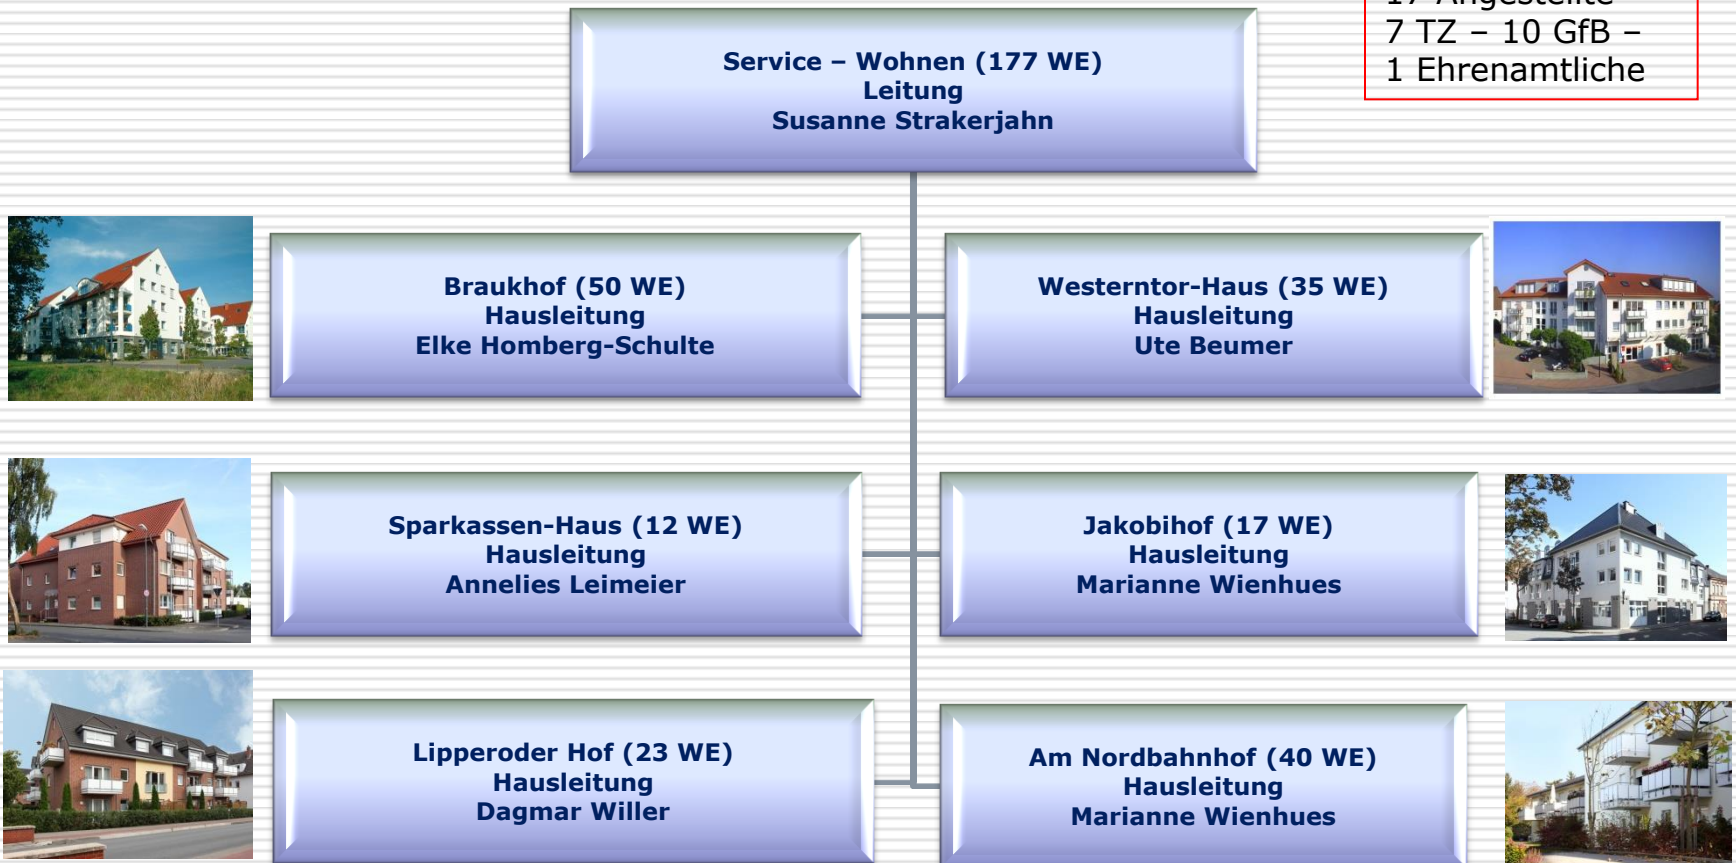 17 Angestellte
7 TZ – 10 GfB –
1 Ehrenamtliche
Service – Wohnen (177 WE)
Leitung
Susanne Strakerjahn
Braukhof (50 WE)
Hausleitung
Elke Homberg-Schulte
Westerntor-Haus (35 WE)
Hausleitung
Ute Beumer
Sparkassen-Haus (12 WE)
Hausleitung
Annelies Leimeier
Jakobihof (17 WE)
Hausleitung
Marianne Wienhues
Lipperoder Hof (23 WE)
Hausleitung
Dagmar Willer
Am Nordbahnhof (40 WE)
Hausleitung
Marianne Wienhues